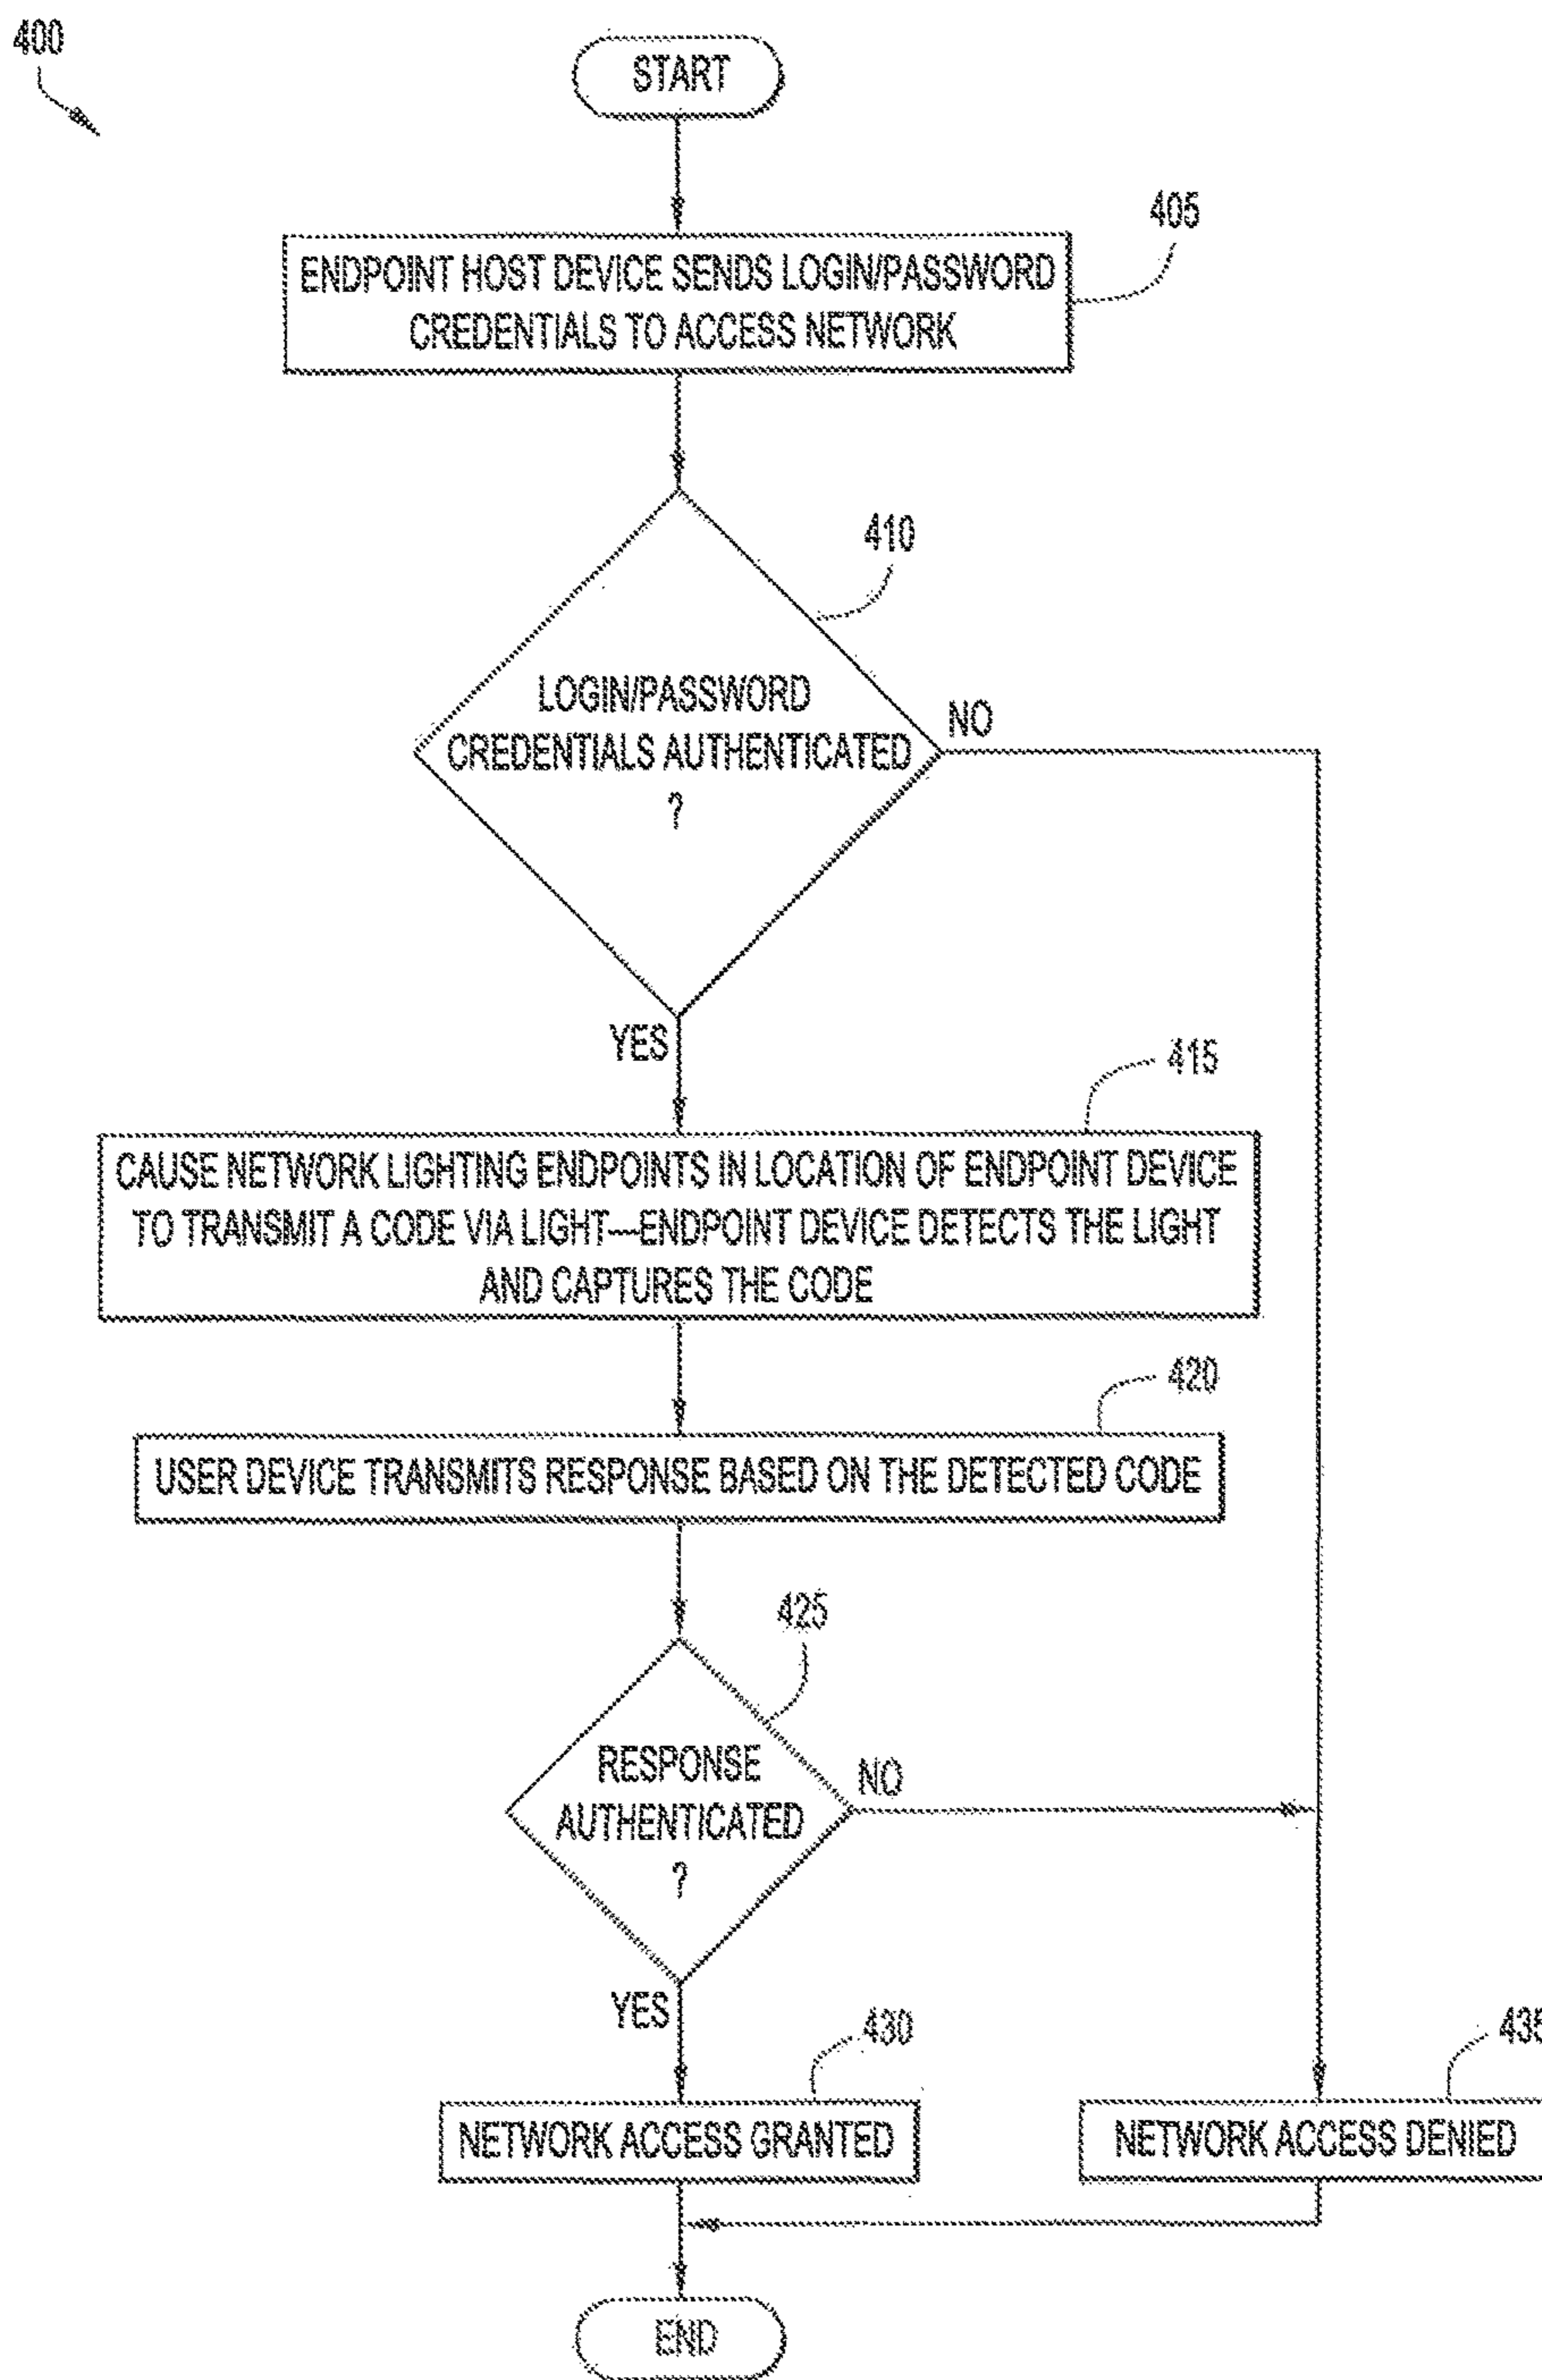 400
START
405
ENDPOINT HOST DEVICE SENDS LOGIN/PASSWORD
CREDENTIALS TO ACCESS NETWORK
410
LOGIN/PASSWORD
CREDENTIALS AUTHENTICATED
?
NO
YES
415
CAUSE NETWORK LIGHTING ENDPOINTS IN LOCATION OF ENDPOINT DEVICE
TO TRANSMIT A CODE VIA LIGHT—ENDPOINT DEVICE DETECTS THE LIGHT
AND CAPTURES THE CODE
420
USER DEVICE TRANSMITS RESPONSE BASED ON THE DETECTED CODE
425
RESPONSE
AUTHENTICATED
?
NO
YES
430
435
NETWORK ACCESS GRANTED
NETWORK ACCESS DENIED
END